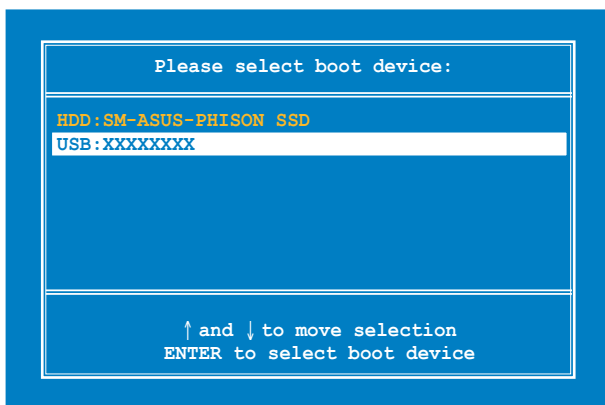 Please select boot device:
HDD:SM-ASUS-PHISON SSD
USB:XXXXXXXX
↑ and ↓ to move selection
ENTER to select boot device